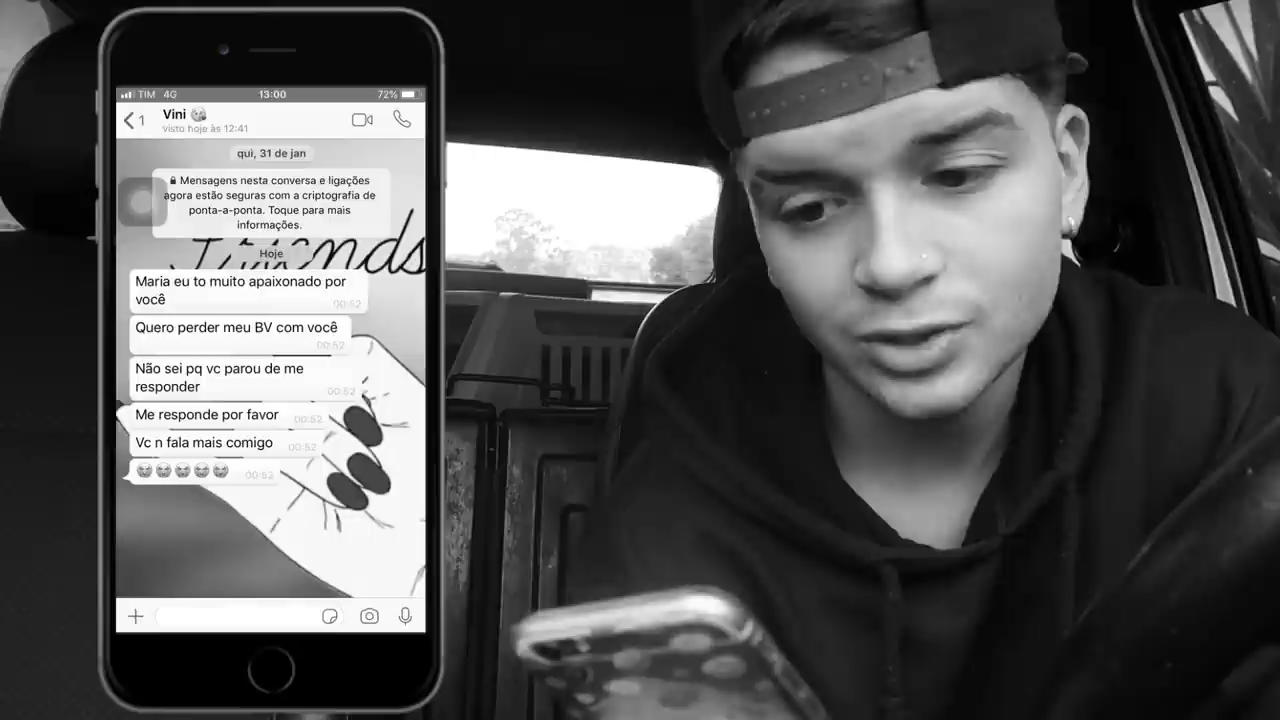 TIM 4G 13:00 72%
1 Vini 😘
visto hoje às 12:41
qui, 31 de jan
Mensagens nesta conversa e ligações
agora estão seguras com a criptografia de
ponta-a-ponta. Toque para mais
informações.
Friends
Hoje
Maria eu to muito apaixonado por
você
00:52
Quero perder meu BV com você
00:52
Não sei pq vc parou de me
responder
00:52
Me responde por favor 00:52
Vc n fala mais comigo 00:52
😭😭😭😭😭 00:52